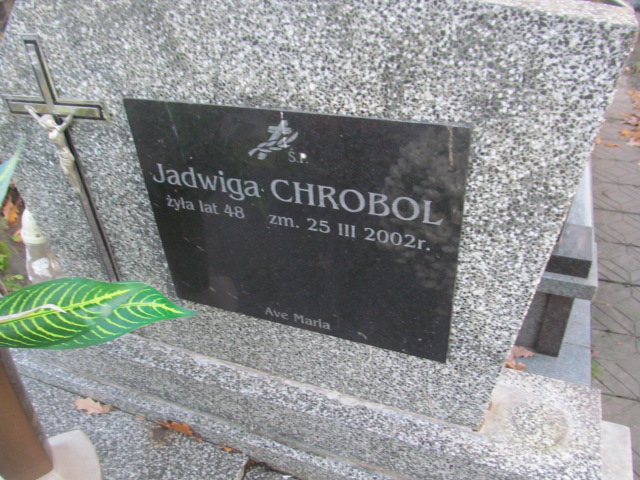 Ś.P.
Jadwiga CHROBOL
żyła lat 48 zm. 25 III 2002r.
Ave Maria